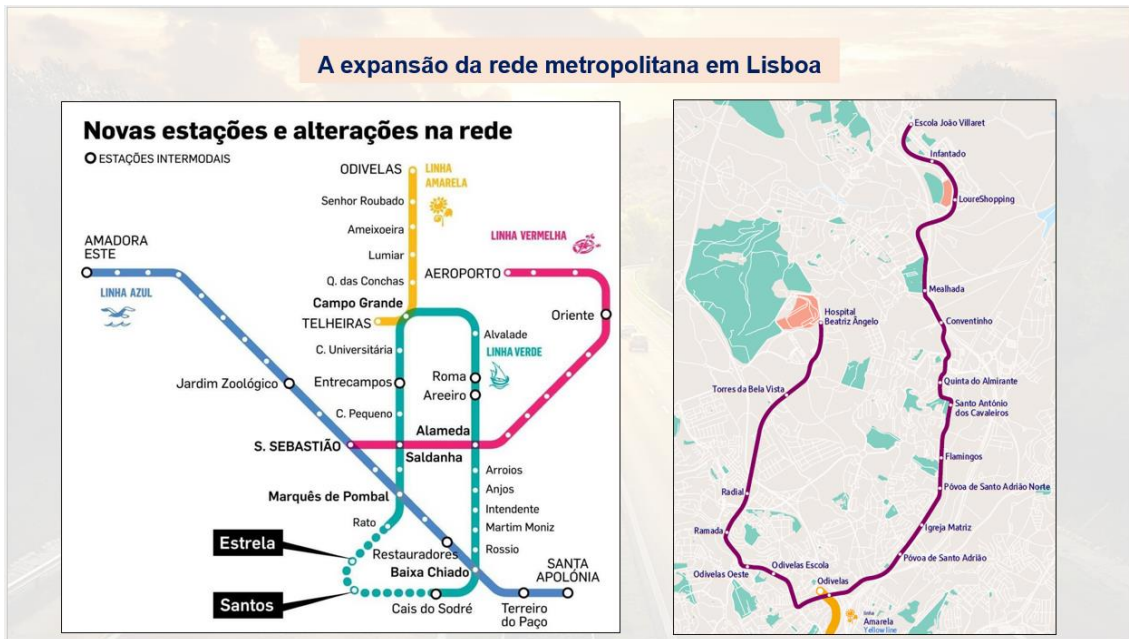 A expansão da rede metropolitana em Lisboa
Novas estações e alterações na rede
ESTAÇÕES INTERMODAIS
ODIVELAS
LINHA
AMARELA
Senhor Roubado
Ameixoeira
LINHA VERMELHA
AMADORA
ESTE
Lumiar
AEROPORTO
LINHA AZUL
Q. das Conchas
Campo Grande
Oriente
TELHEIRAS
Alvalade
C. Universitária
LINHA VERDE
Jardim Zoológico
Entrecampos
Roma
Areeiro
C. Pequeno
Alameda
S. SEBASTIÃO
Saldanha
Arroios
Marquês de Pombal
Anjos
Intendente
Rato
Martim Moniz
Estrela
Restauradores
Rossio
Baixa Chiado
SANTA
APOLÓNIA
Santos
Cais do Sodré
Terreiro
do Paço
Escola João Villaret
Infantado
LoureShopping
Mealhada
Hospital
Beatriz Ângelo
Conventinho
Torres da Bela Vista
Quinta do Almirante
Santo António
dos Cavaleiros
Flamingos
Radial
Póvoa de Santo Adrião Norte
Ramada
Igreja Matriz
Póvoa de Santo Adrião
Odivelas Oeste
Odivelas Escola
Odivelas
linha
Amarela
Yellow line